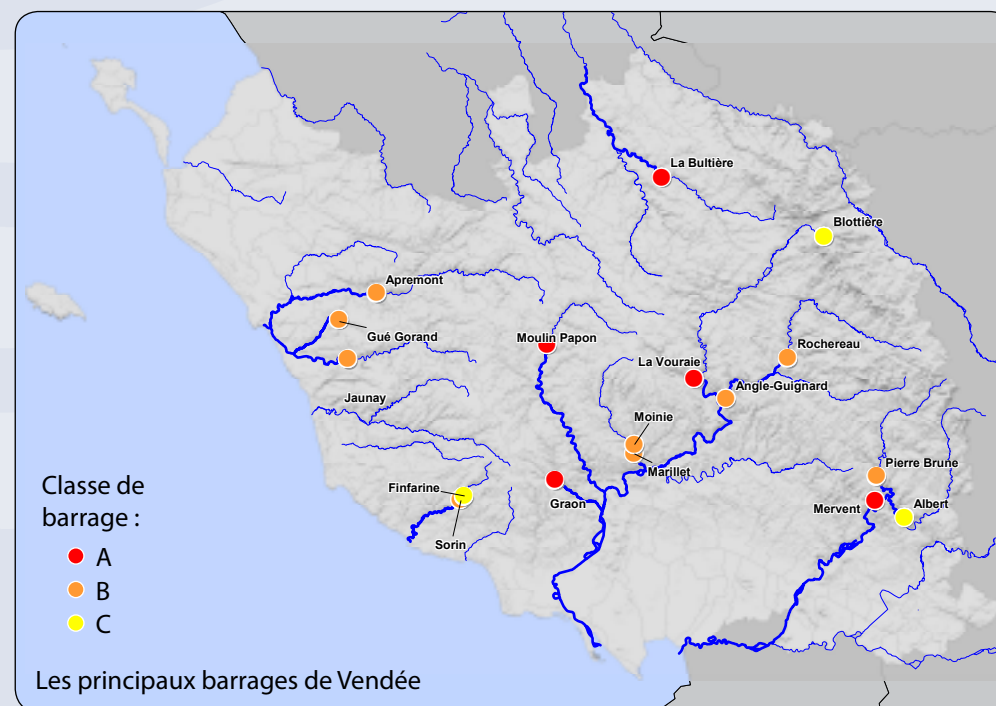 La Bultière
Blottière
Apremont
Gué Gorand
Moulin Papon
Rochereau
La Vouraie
Angle-Guignard
Jaunay
Moinie
Marillet
Pierre Brune
Finfarine
Graon
Mervent
Albert
Sorin
Classe de
barrage :
A
B
C
Les principaux barrages de Vendée